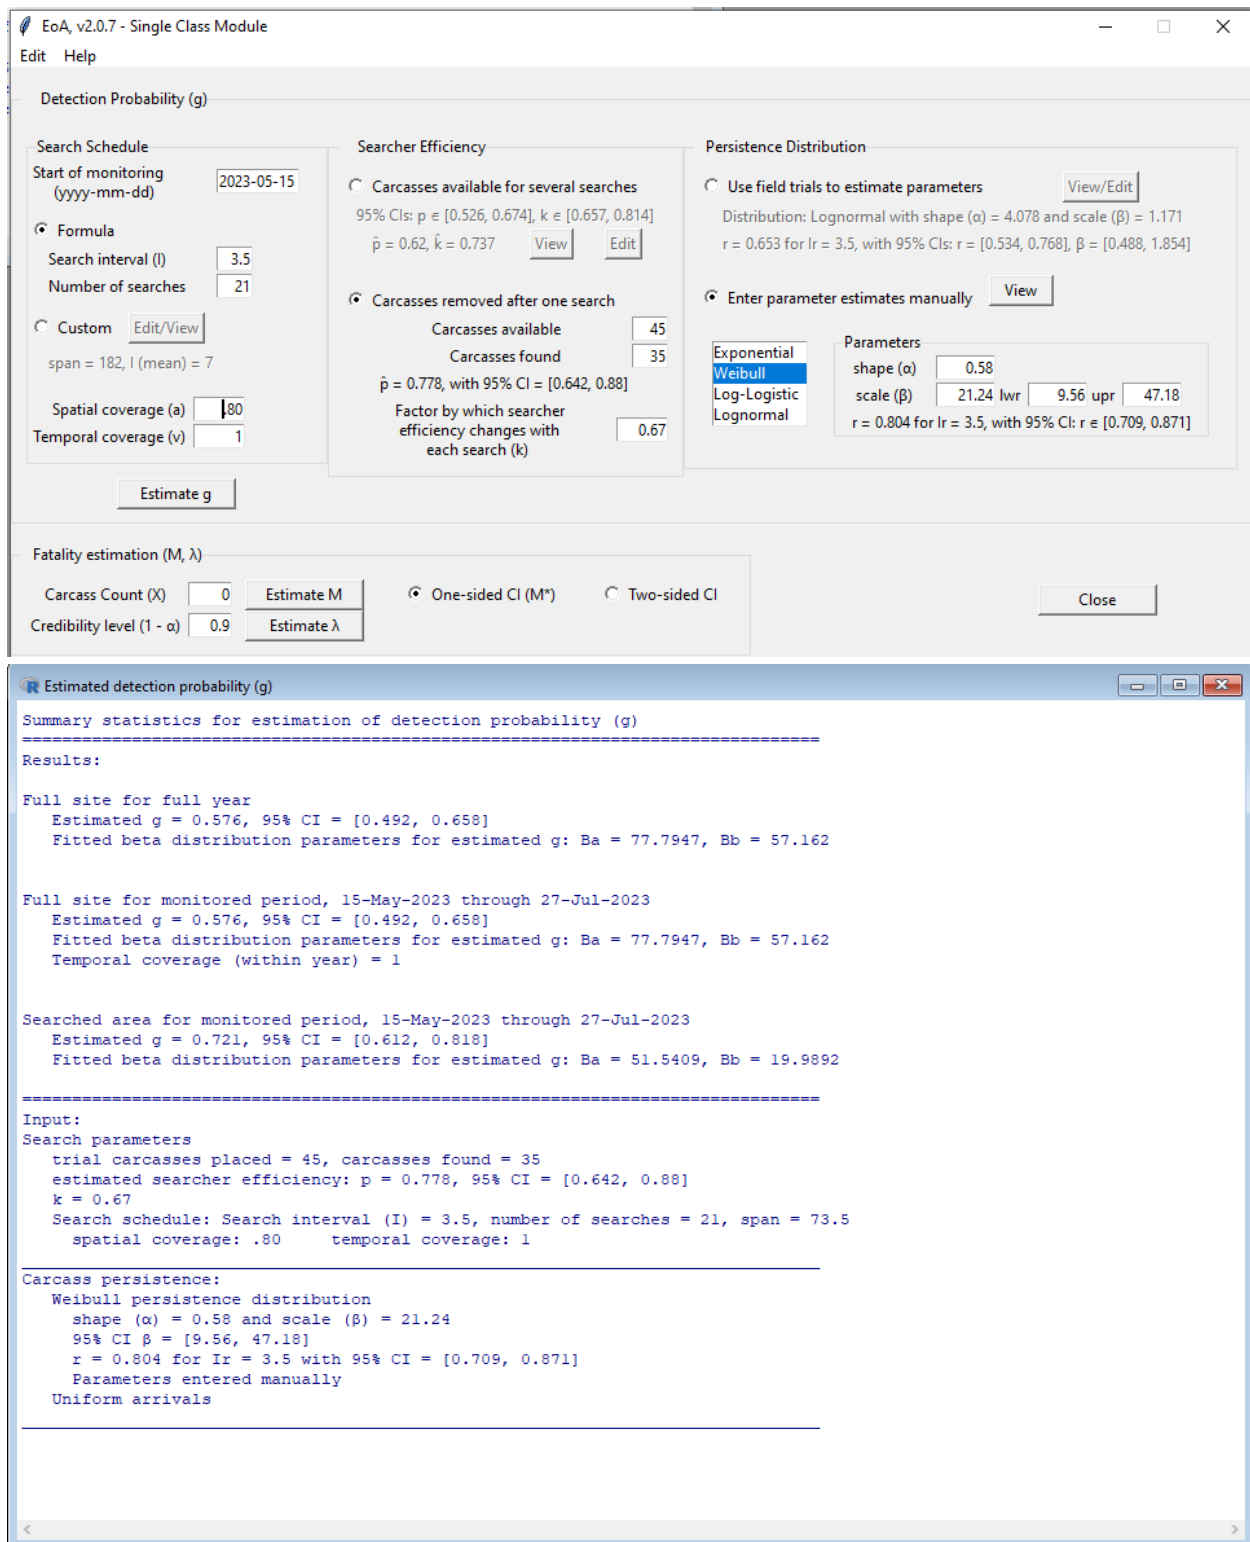 EoA, v2.0.7 - Single Class Module
Edit Help
Detection Probability (g)
Search Schedule
Start of monitoring
(yyyy-mm-dd)
2023-05-15
Formula
Search interval (I) 3.5
Number of searches 21
Custom Edit/View
span = 182, I (mean) = 7
Spatial coverage (a) .80
Temporal coverage (v) 1
Estimate g
Searcher Efficiency
Carcasses available for several searches
95% CIs: p ∈ [0.526, 0.674], k ∈ [0.657, 0.814]
p̂ = 0.62, k̂ = 0.737 View Edit
Carcasses removed after one search
Carcasses available 45
Carcasses found 35
p̂ = 0.778, with 95% CI = [0.642, 0.88]
Factor by which searcher
efficiency changes with 0.67
each search (k)
Persistence Distribution
Use field trials to estimate parameters View/Edit
Distribution: Lognormal with shape (α) = 4.078 and scale (β) = 1.171
r = 0.653 for Ir = 3.5, with 95% CIs: r = [0.534, 0.768], β = [0.488, 1.854]
Enter parameter estimates manually View
Exponential
Weibull
Log-Logistic
Lognormal
Parameters
shape (α) 0.58
scale (β) 21.24 lwr 9.56 upr 47.18
r = 0.804 for Ir = 3.5, with 95% CI: r ∈ [0.709, 0.871]
Fatality estimation (M, λ)
Carcass Count (X) 0 Estimate M One-sided CI (M*) Two-sided CI
Credibility level (1 - α) 0.9 Estimate λ
Close
Estimated detection probability (g)
Summary statistics for estimation of detection probability (g)
================================================================================
Results:
Full site for full year
Estimated g = 0.576, 95% CI = [0.492, 0.658]
Fitted beta distribution parameters for estimated g: Ba = 77.7947, Bb = 57.162
Full site for monitored period, 15-May-2023 through 27-Jul-2023
Estimated g = 0.576, 95% CI = [0.492, 0.658]
Fitted beta distribution parameters for estimated g: Ba = 77.7947, Bb = 57.162
Temporal coverage (within year) = 1
Searched area for monitored period, 15-May-2023 through 27-Jul-2023
Estimated g = 0.721, 95% CI = [0.612, 0.818]
Fitted beta distribution parameters for estimated g: Ba = 51.5409, Bb = 19.9892
================================================================================
Input:
Search parameters
trial carcasses placed = 45, carcasses found = 35
estimated searcher efficiency: p = 0.778, 95% CI = [0.642, 0.88]
k = 0.67
Search schedule: Search interval (I) = 3.5, number of searches = 21, span = 73.5
spatial coverage: .80 temporal coverage: 1
Carcass persistence:
Weibull persistence distribution
shape (α) = 0.58 and scale (β) = 21.24
95% CI β = [9.56, 47.18]
r = 0.804 for Ir = 3.5 with 95% CI = [0.709, 0.871]
Parameters entered manually
Uniform arrivals